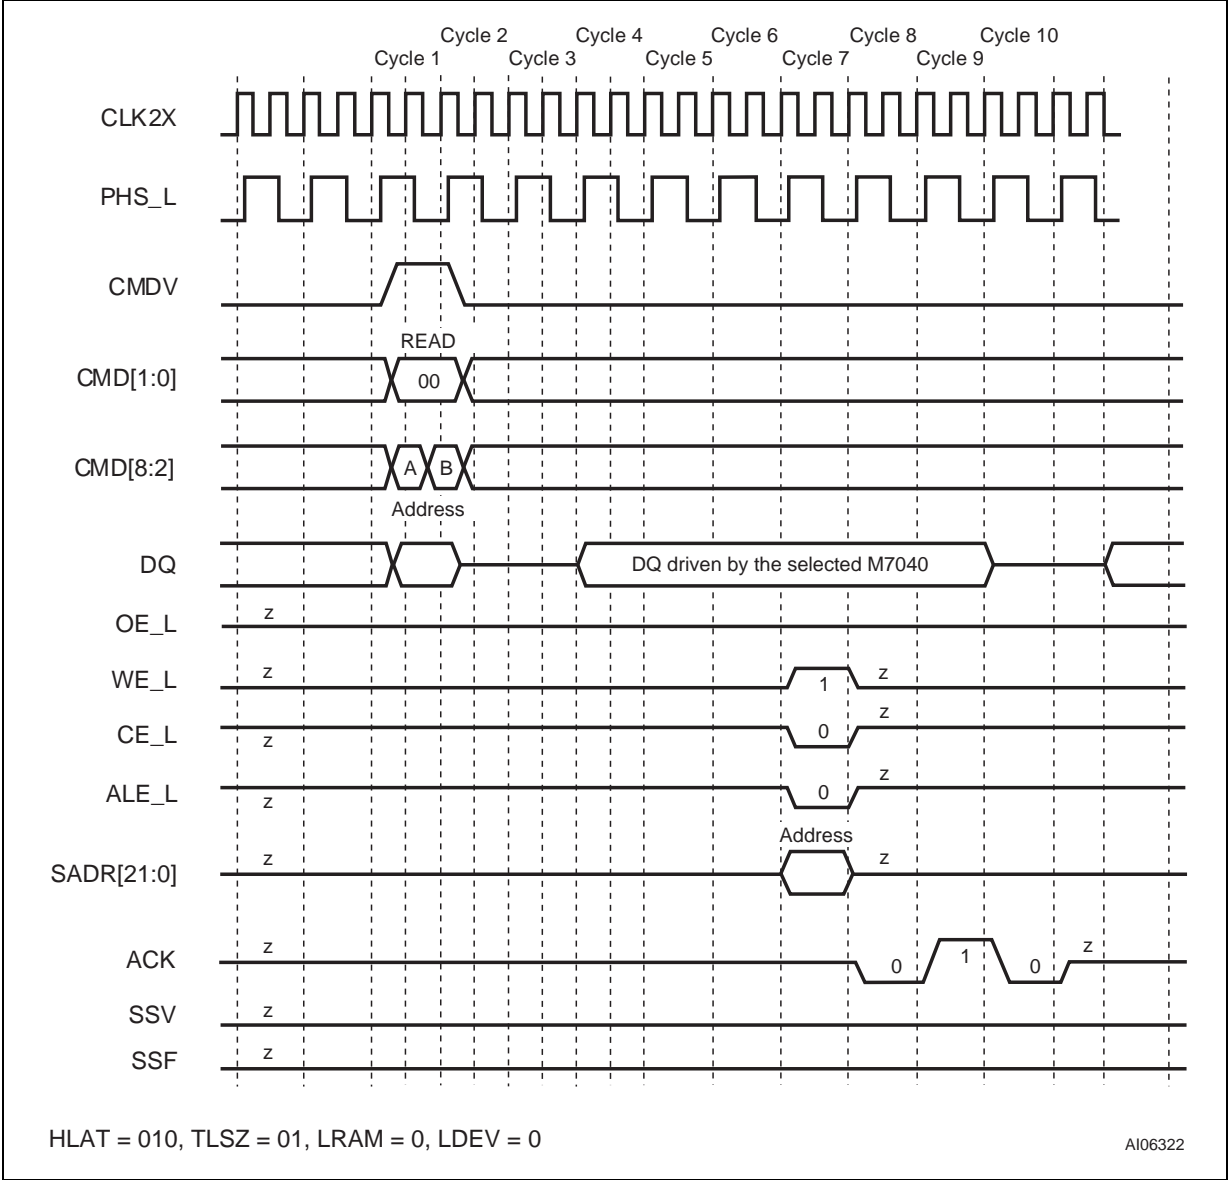 Cycle 2 Cycle 4 Cycle 6 Cycle 8 Cycle 10
Cycle 1 Cycle 3 Cycle 5 Cycle 7 Cycle 9
CLK2X
PHS_L
CMDV
READ
CMD[1:0] 00
CMD[8:2] A B
Address
DQ DQ driven by the selected M7040
OE_L z
WE_L z 1 z
CE_L z 0 z
ALE_L z 0 z
Address
SADR[21:0] z z
ACK z 0 1 0 z
SSV z
SSF z
HLAT = 010, TLSZ = 01, LRAM = 0, LDEV = 0
AI06322